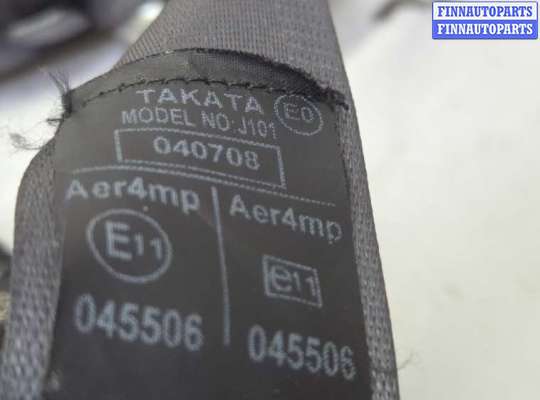 FINNAUTOPARTS
FINNAUTOPARTS
TAKATA E0
MODEL NO:J101
040708
Aer4mp Aer4mp
E11 e11
045506 045506